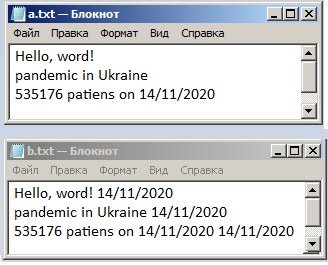 a.txt — Блокнот
Файл Правка Формат Вид Справка
Hello, word!
pandemic in Ukraine
535176 patiens on 14/11/2020
b.txt — Блокнот
Файл Правка Формат Вид Справка
Hello, word! 14/11/2020
pandemic in Ukraine 14/11/2020
535176 patiens on 14/11/2020 14/11/2020